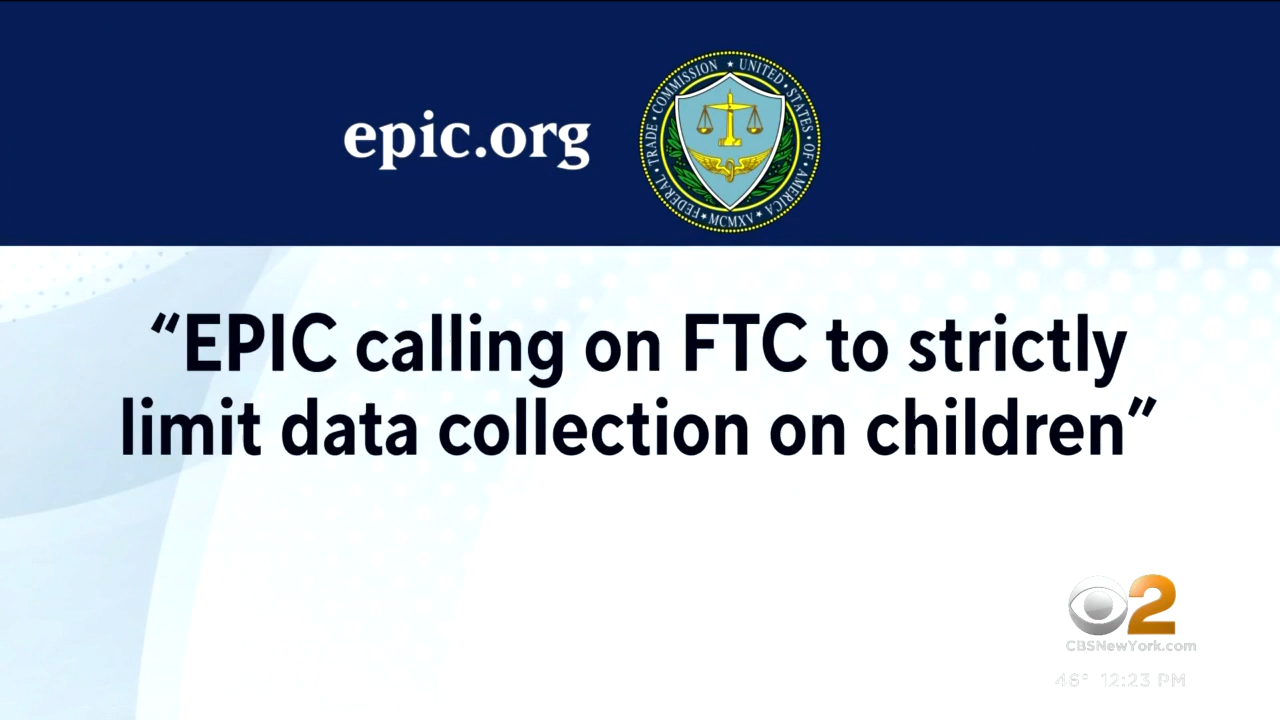 epic.org
FEDERAL TRADE COMMISSION ★ UNITED STATES OF AMERICA
MCMXV
“EPIC calling on FTC to strictly
limit data collection on children”
2
CBSNewYork.com
46° 12:23 PM